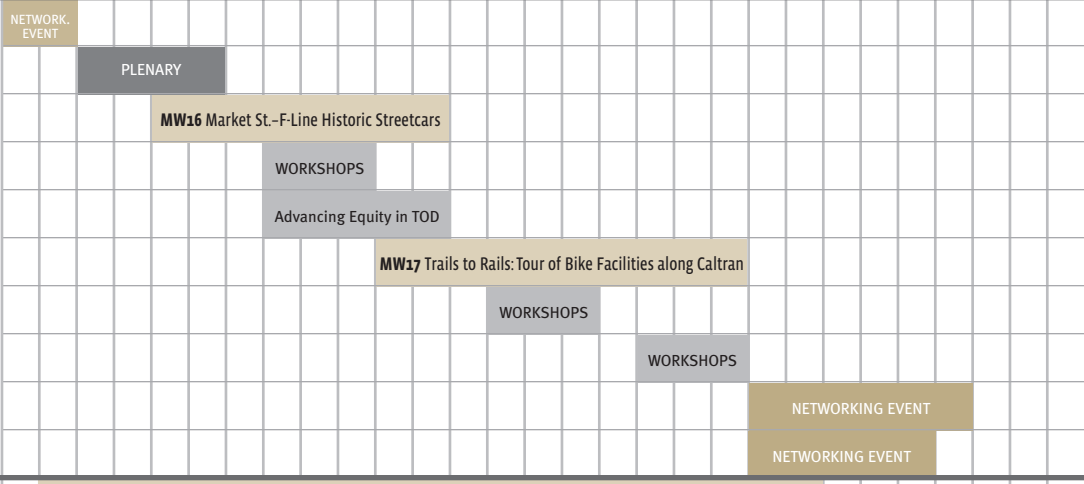 NETWORK.
EVENT
PLENARY
MW16 Market St.–F-Line Historic Streetcars
WORKSHOPS
Advancing Equity in TOD
MW17 Trails to Rails: Tour of Bike Facilities along Caltran
WORKSHOPS
WORKSHOPS
NETWORKING EVENT
NETWORKING EVENT